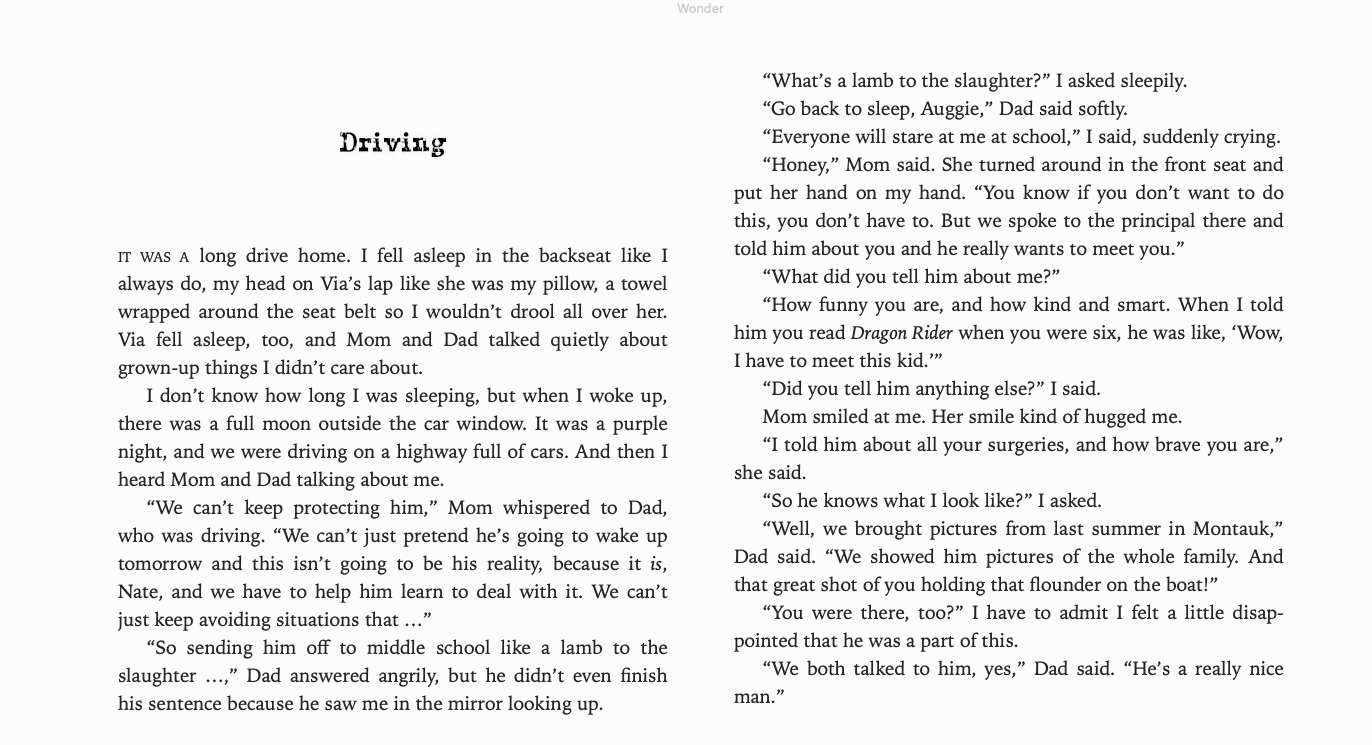 Wonder
Driving
IT WAS A long drive home. I fell asleep in the backseat like I
always do, my head on Via’s lap like she was my pillow, a towel
wrapped around the seat belt so I wouldn’t drool all over her.
Via fell asleep, too, and Mom and Dad talked quietly about
grown-up things I didn’t care about.
I don’t know how long I was sleeping, but when I woke up,
there was a full moon outside the car window. It was a purple
night, and we were driving on a highway full of cars. And then I
heard Mom and Dad talking about me.
“We can’t keep protecting him,” Mom whispered to Dad,
who was driving. “We can’t just pretend he’s going to wake up
tomorrow and this isn’t going to be his reality, because it is,
Nate, and we have to help him learn to deal with it. We can’t
just keep avoiding situations that …”
“So sending him off to middle school like a lamb to the
slaughter …,” Dad answered angrily, but he didn’t even finish
his sentence because he saw me in the mirror looking up.
“What’s a lamb to the slaughter?” I asked sleepily.
“Go back to sleep, Auggie,” Dad said softly.
“Everyone will stare at me at school,” I said, suddenly crying.
“Honey,” Mom said. She turned around in the front seat and
put her hand on my hand. “You know if you don’t want to do
this, you don’t have to. But we spoke to the principal there and
told him about you and he really wants to meet you.”
“What did you tell him about me?”
“How funny you are, and how kind and smart. When I told
him you read Dragon Rider when you were six, he was like, ‘Wow,
I have to meet this kid.’”
“Did you tell him anything else?” I said.
Mom smiled at me. Her smile kind of hugged me.
“I told him about all your surgeries, and how brave you are,”
she said.
“So he knows what I look like?” I asked.
“Well, we brought pictures from last summer in Montauk,”
Dad said. “We showed him pictures of the whole family. And
that great shot of you holding that flounder on the boat!”
“You were there, too?” I have to admit I felt a little disap-
pointed that he was a part of this.
“We both talked to him, yes,” Dad said. “He’s a really nice
man.”